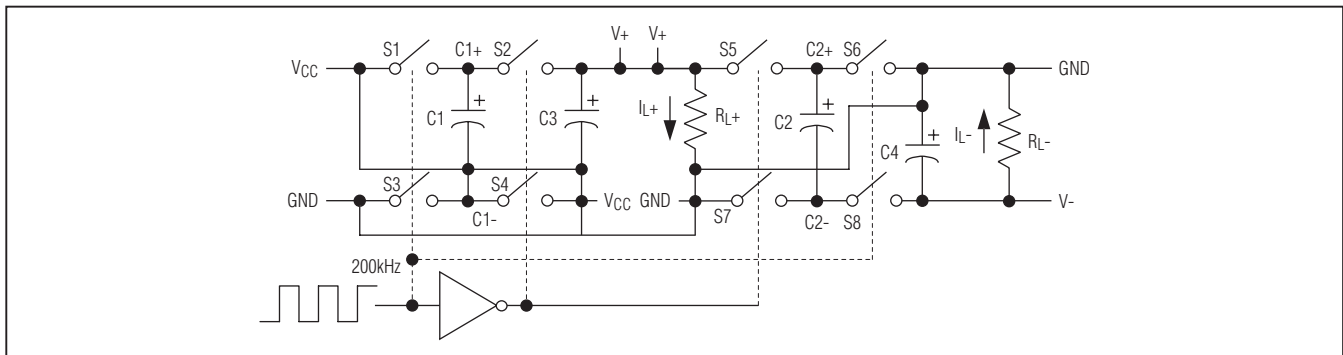 V+ V+
S1 C1+ S2 S5 C2+ S6
VCC GND
+ + + +
C1 C3 IL+ RL+ C2 C4 IL- RL-
S3 S4
GND VCC GND V-
C1- S7 C2- S8
200kHz